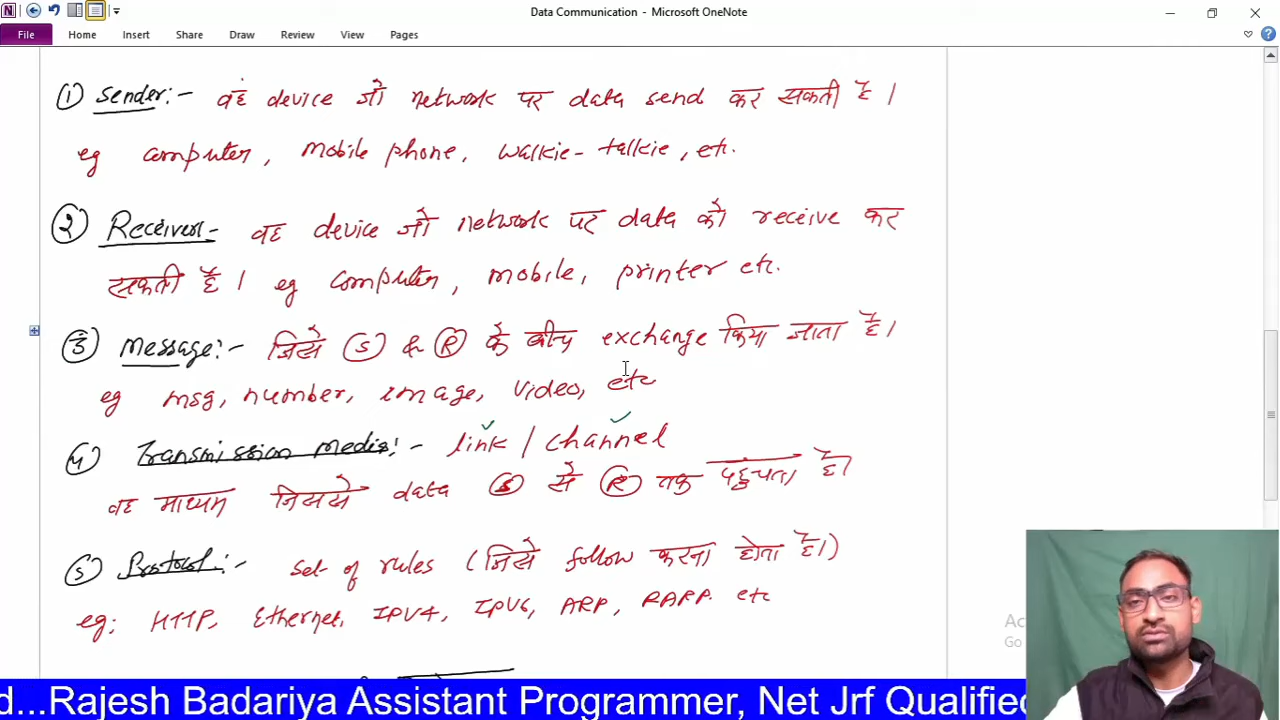 Data Communication - Microsoft OneNote
File Home Insert Share Draw Review View Pages
① Sender:- वह device जो network पर data send कर सकती है।
eg computer, mobile phone, walkie-talkie, etc.
② Receiver:- वह device जो network पर data को receive कर
सकती है। eg computer, mobile, printer etc.
③ Message:- जिसे Ⓢ & Ⓡ के बीच exchange किया जाता है।
eg msg, number, image, video, etc
④ Transmission media:- link / channel
वह माध्यम जिससे data Ⓢ से Ⓡ तक पहुंचता है।
⑤ Protocol:- set of rules (जिसे follow करना होता है।)
eg: HTTP, Ethernet, IPV4, IPV6, ARP, RARP. etc
Ac
Go
d...Rajesh Badariya Assistant Programmer, Net Jrf Qualified